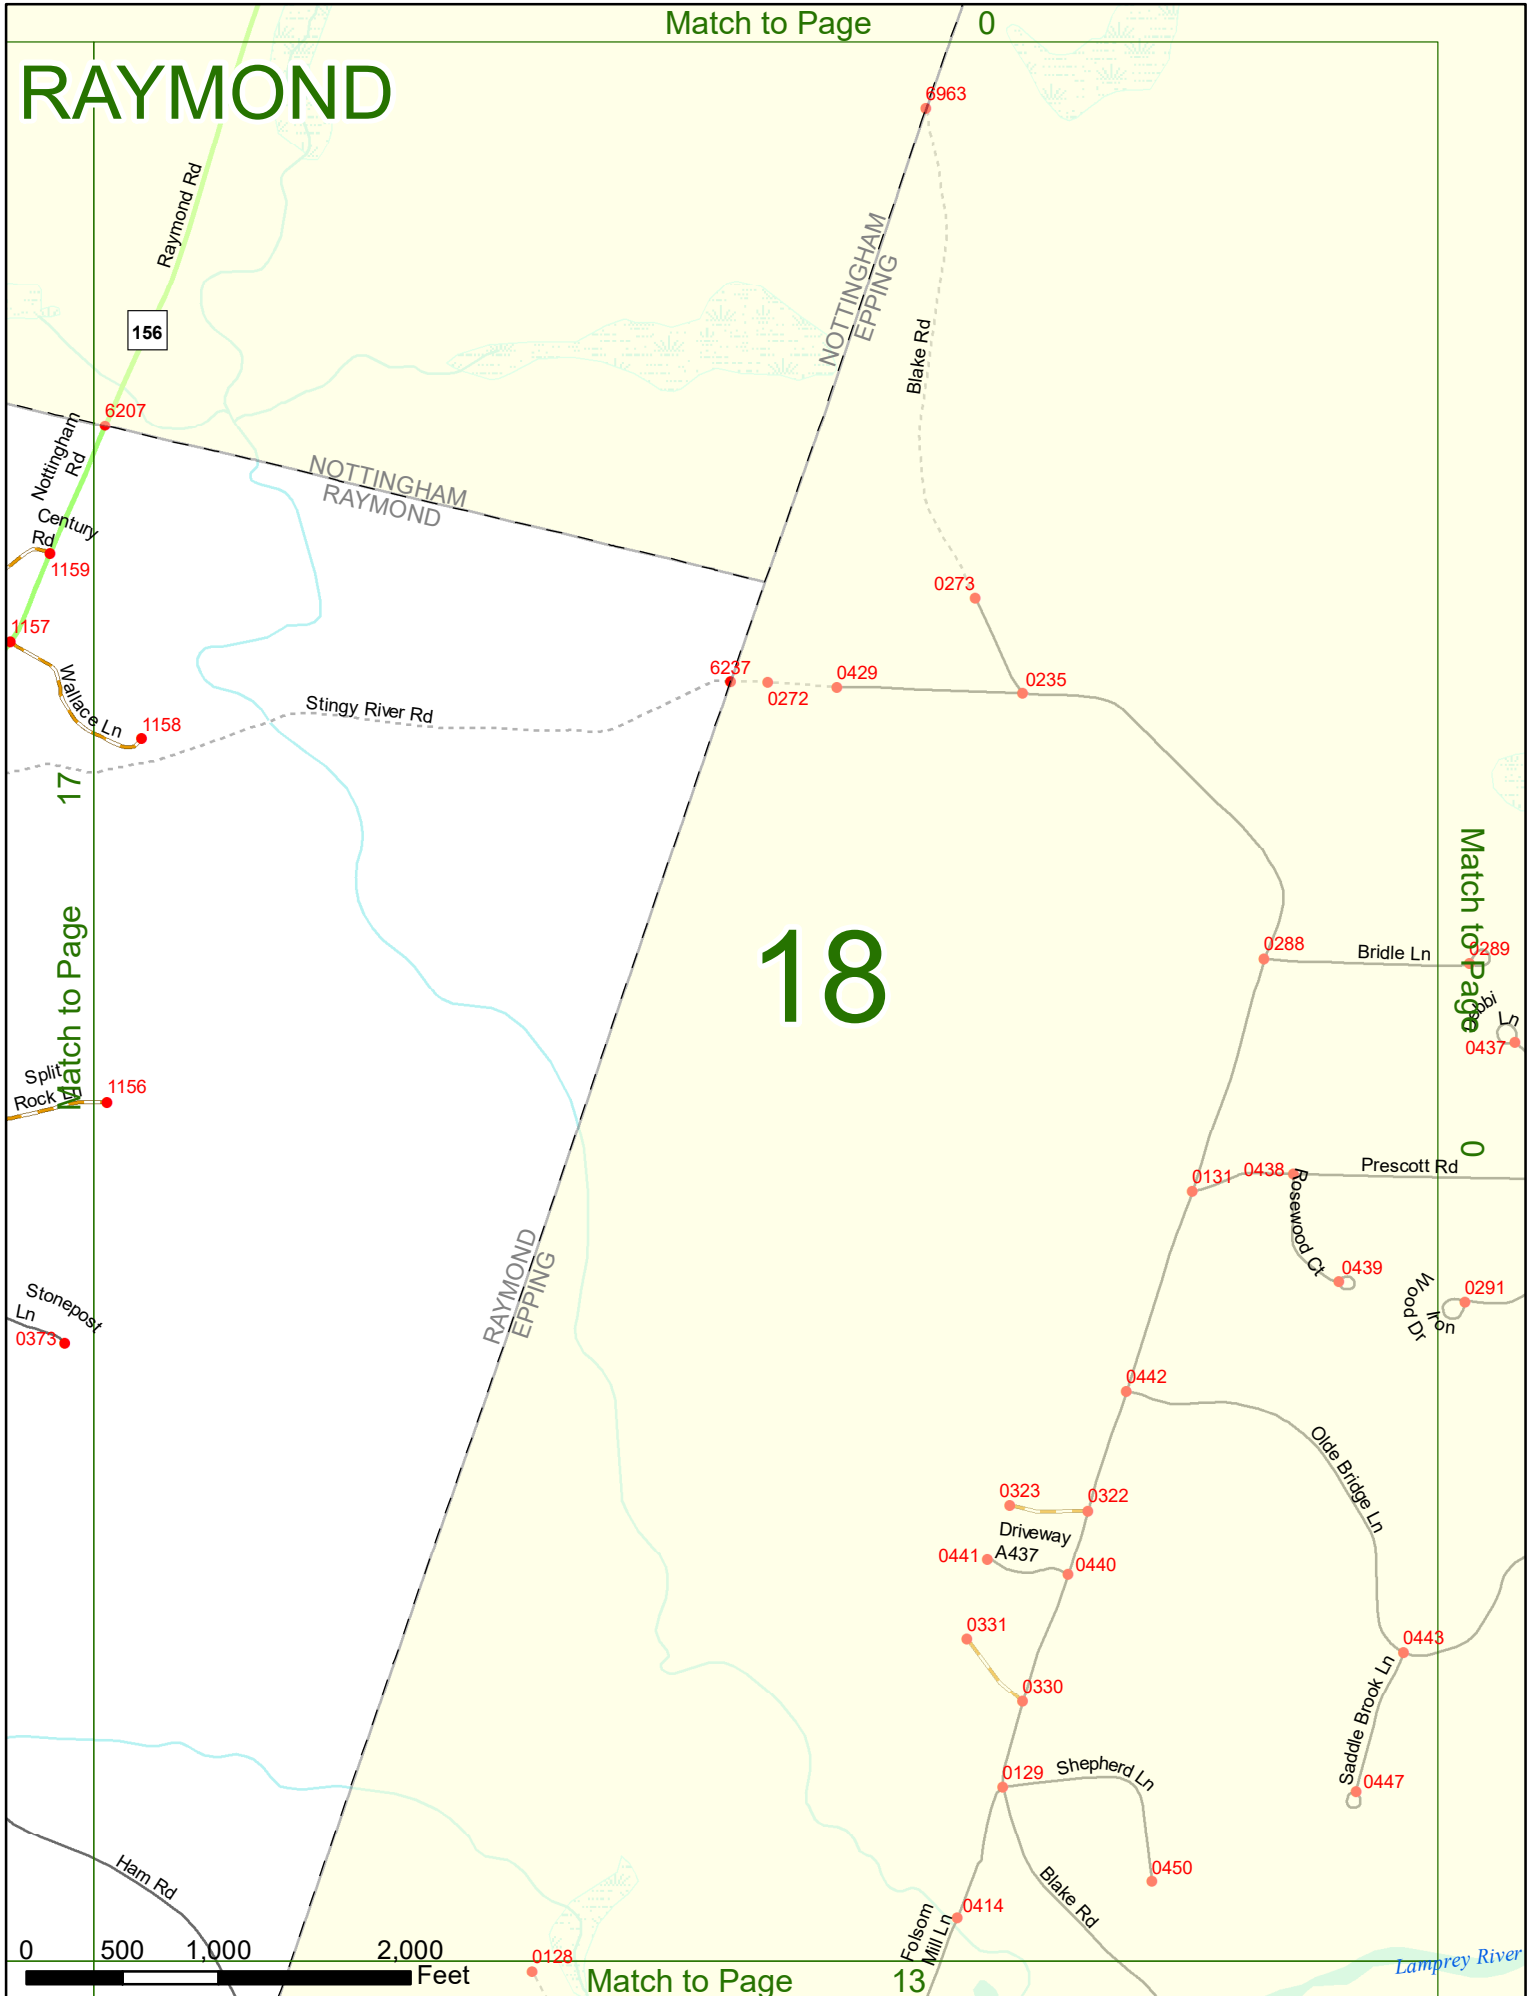 Match to Page 0
RAYMOND
6963
Raymond Rd
NOTTINGHAM
EPPING
156
Blake Rd
6207
Nottingham
Rd
NOTTINGHAM
RAYMOND
Century
Rd
1159
0273
1157
6237
0272
0429
0235
Wallace Ln
1158
Stingy River Rd
Match to Page 17
Match to Page 0
18
0288
Bridle Ln
0289
Ln
0437
Split
Rock Ln
1156
0131
0438
Prescott Rd
Rosewood Ct
0439
RAYMOND
EPPING
Stonepost
Ln
0373
0291
Iron
Wood Dr
0442
Olde Bridge Ln
0323
0322
Driveway
A437
0441
0440
0331
0443
0330
Saddle Brook Ln
0129
Shepherd Ln
0447
Ham Rd
0450
Blake Rd
0414
Folsom
Mill Ln
0 500 1,000 2,000
Feet
0128
Lamprey River
Match to Page 13